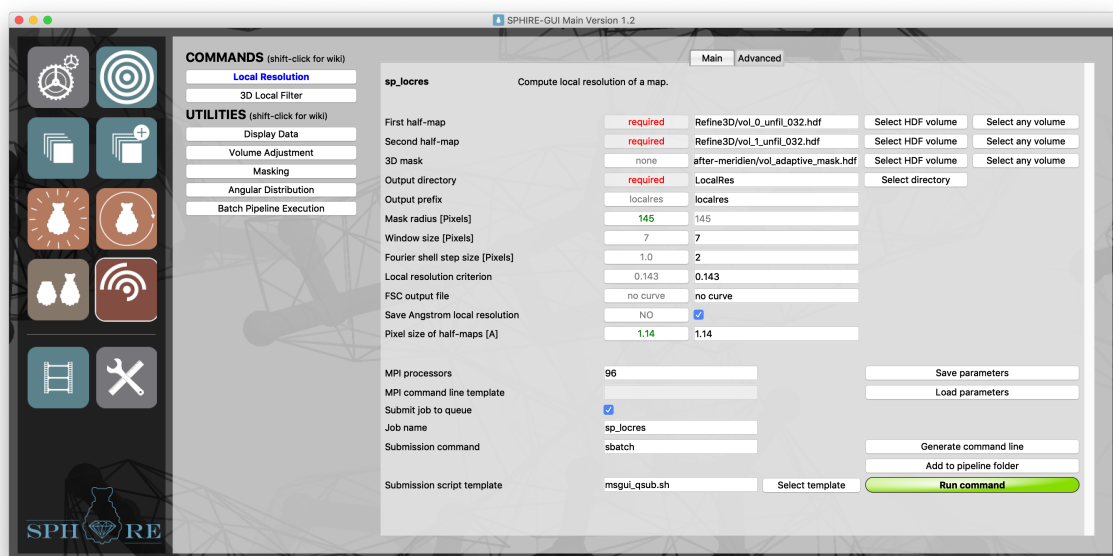 SPHIRE-GUI Main Version 1.2
COMMANDS (shift-click for wiki)
Local Resolution
3D Local Filter
UTILITIES (shift-click for wiki)
Display Data
Volume Adjustment
Masking
Angular Distribution
Batch Pipeline Execution
Main Advanced
sp_locres Compute local resolution of a map.
First half-map required Refine3D/vol_0_unfil_032.hdf Select HDF volume Select any volume
Second half-map required Refine3D/vol_1_unfil_032.hdf Select HDF volume Select any volume
3D mask none after-meridien/vol_adaptive_mask.hdf Select HDF volume Select any volume
Output directory required LocalRes Select directory
Output prefix localres localres
Mask radius [Pixels] 145 145
Window size [Pixels] 7 7
Fourier shell step size [Pixels] 1.0 2
Local resolution criterion 0.143 0.143
FSC output file no curve no curve
Save Angstrom local resolution NO
Pixel size of half-maps [A] 1.14 1.14
MPI processors 96 Save parameters
MPI command line template Load parameters
Submit job to queue
Job name sp_locres
Submission command sbatch Generate command line
Add to pipeline folder
Submission script template msgui_qsub.sh Select template Run command
SPHIRE